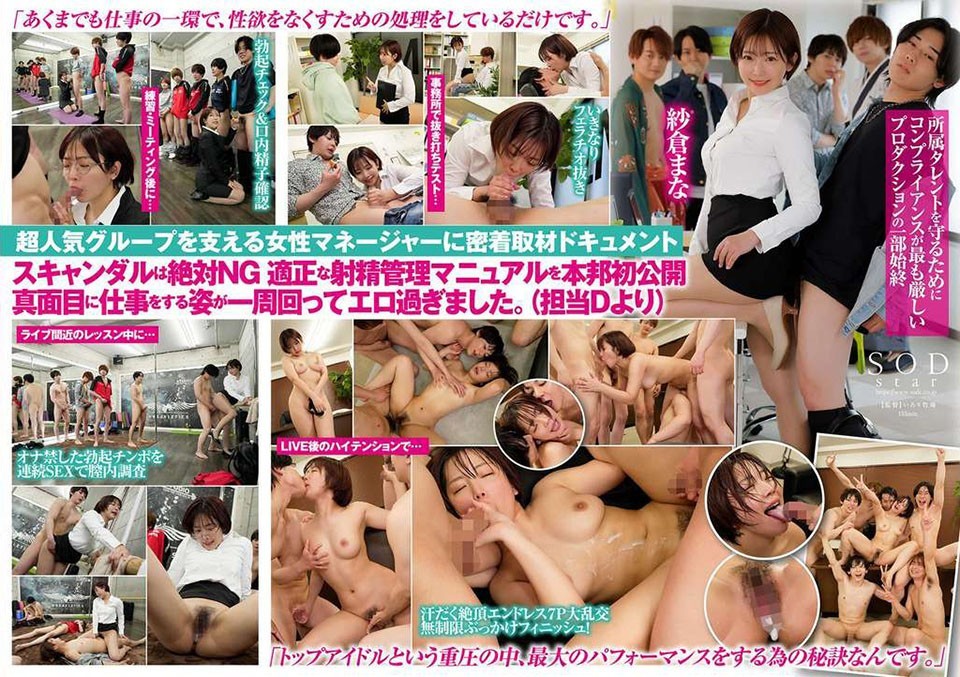 「あくまでも仕事の一環で、性欲をなくすための処理をしているだけです。」
練習・ミーティング後に…
勃起チェック&口内精子確認
事務所で抜き打ちテスト…
いきなり
フェラチオ抜き
紗倉まな
所属タレントを守るために
コンプライアンスが最も厳しい
プロダクションの一部始終
SOD
star
超人気グループを支える女性マネージャーに密着取材ドキュメント
スキャンダルは絶対NG 適正な射精管理マニュアルを本邦初公開
真面目に仕事をする姿が一周回ってエロ過ぎました。(担当Dより)
ライブ間近のレッスン中に…
オナ禁した勃起チンポを
連続SEXで膣内調査
LIVE後のハイテンションで…
汗だく絶頂エンドレス7P大乱交
無制限ぶっかけフィニッシュ!
「トップアイドルという重圧の中、最大のパフォーマンスをする為の秘訣なんです。」